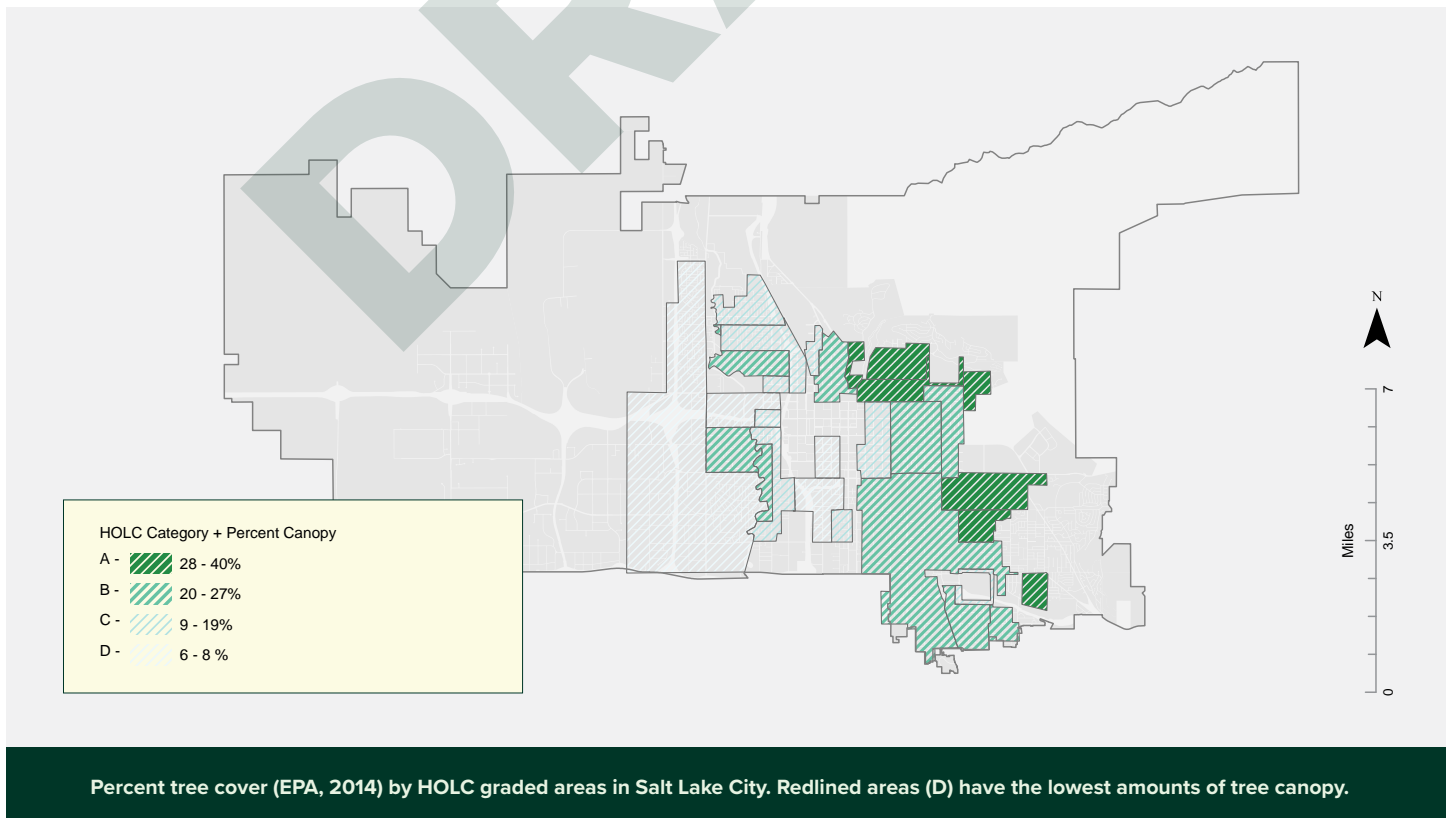 DR
N
7
Miles
3.5
0
HOLC Category + Percent Canopy
A - 28 - 40%
B - 20 - 27%
C - 9 - 19%
D - 6 - 8 %
Percent tree cover (EPA, 2014) by HOLC graded areas in Salt Lake City. Redlined areas (D) have the lowest amounts of tree canopy.